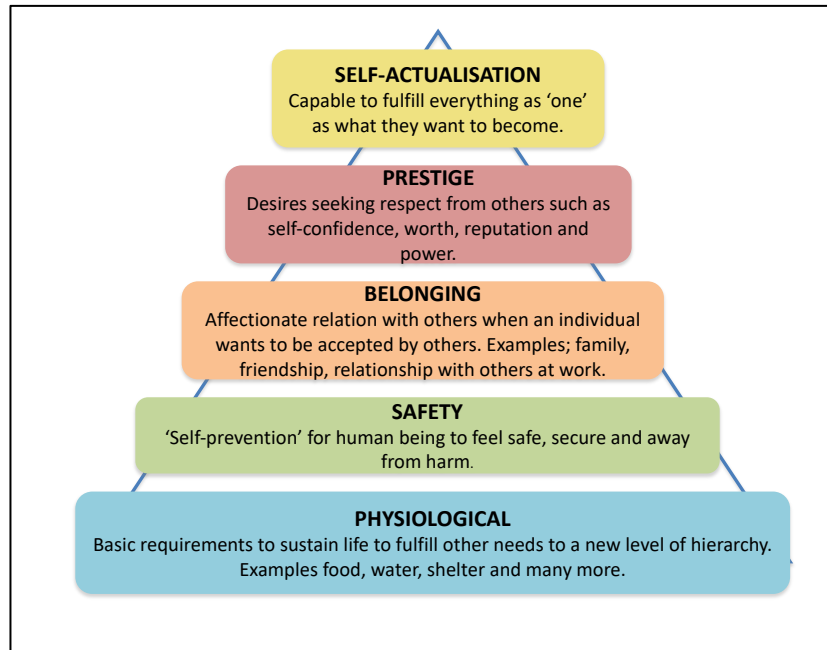 SELF-ACTUALISATION
Capable to fulfill everything as ‘one’
as what they want to become.
PRESTIGE
Desires seeking respect from others such as
self-confidence, worth, reputation and
power.
BELONGING
Affectionate relation with others when an individual
wants to be accepted by others. Examples; family,
friendship, relationship with others at work.
SAFETY
‘Self-prevention’ for human being to feel safe, secure and away
from harm.
PHYSIOLOGICAL
Basic requirements to sustain life to fulfill other needs to a new level of hierarchy.
Examples food, water, shelter and many more.